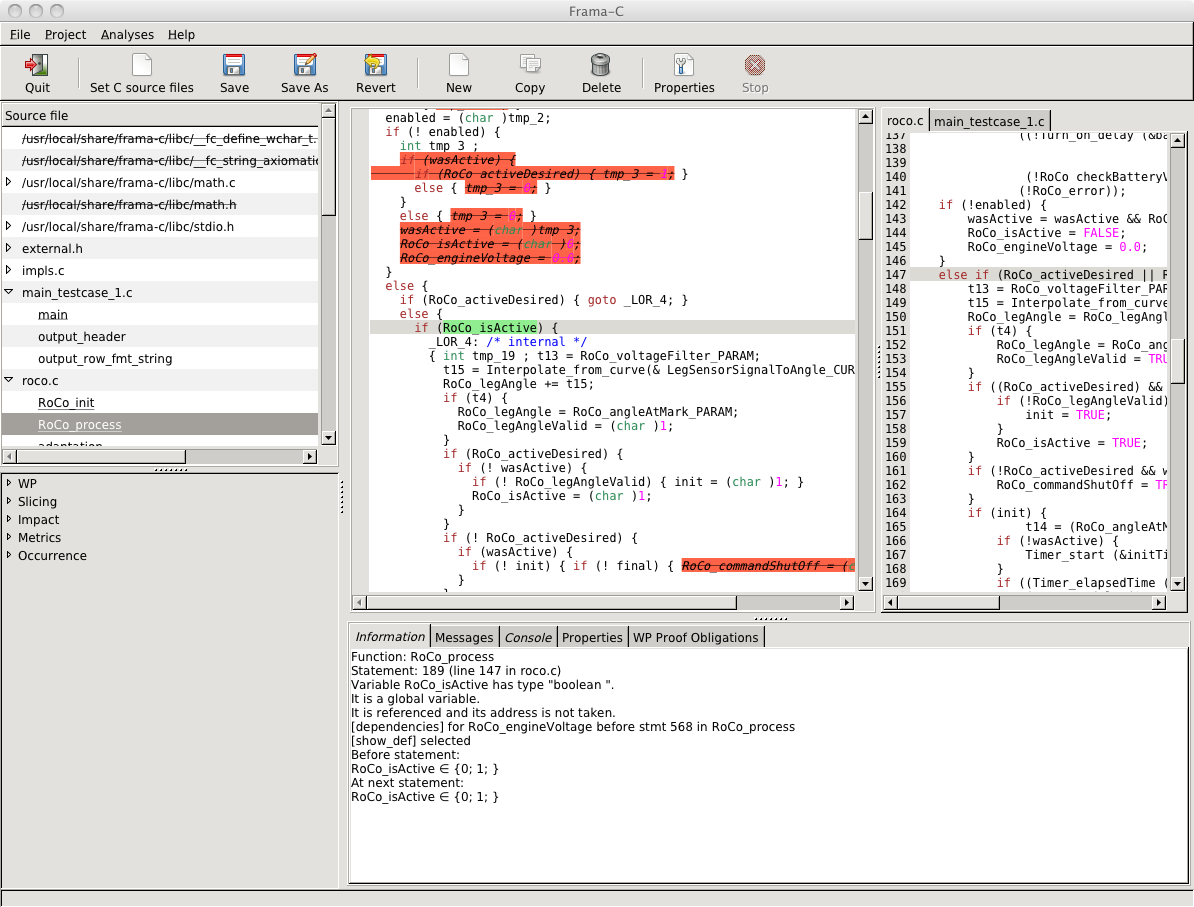 Frama-C
File Project Analyses Help
Quit Set C source files Save Save As Revert New Copy Delete Properties Stop
Source file
/usr/local/share/frama-c/libc/__fc_define_wchar_t.
/usr/local/share/frama-c/libc/__fc_string_axiomatic
/usr/local/share/frama-c/libc/math.c
/usr/local/share/frama-c/libc/math.h
/usr/local/share/frama-c/libc/stdio.h
external.h
impls.c
main_testcase_1.c
main
output_header
output_row_fmt_string
roco.c
RoCo_init
RoCo_process
adaptation
WP
Slicing
Impact
Metrics
Occurrence
enabled = (char )tmp_2;
if (! enabled) {
int tmp_3 ;
if (wasActive) {
if (RoCo_activeDesired) { tmp_3 = 1; }
else { tmp_3 = 0; }
}
else { tmp_3 = 0; }
wasActive = (char )tmp_3;
RoCo_isActive = (char )0;
RoCo_engineVoltage = 0.0;
}
else {
if (RoCo_activeDesired) { goto _LOR_4; }
else {
if (RoCo_isActive) {
_LOR_4: /* internal */
{ int tmp_19 ; t13 = RoCo_voltageFilter_PARAM;
t15 = Interpolate_from_curve(& LegSensorSignalToAngle_CUR
RoCo_legAngle += t15;
if (t4) {
RoCo_legAngle = RoCo_angleAtMark_PARAM;
RoCo_legAngleValid = (char )1;
}
if (RoCo_activeDesired) {
if (! wasActive) {
if (! RoCo_legAngleValid) { init = (char )1; }
RoCo_isActive = (char )1;
}
}
if (! RoCo_activeDesired) {
if (wasActive) {
if (! init) { if (! final) { RoCo_commandShutOff = (c
}
roco.c main_testcase_1.c
137 ((!Turn_on_delay (&ba
138
139
140 (!RoCo checkBatteryV
141 (!RoCo_error));
142 if (!enabled) {
143 wasActive = wasActive && RoC
144 RoCo_isActive = FALSE;
145 RoCo_engineVoltage = 0.0;
146 }
147 else if (RoCo_activeDesired || R
148 t13 = RoCo_voltageFilter_PAR
149 t15 = Interpolate_from_curve
150 RoCo_legAngle = RoCo_legAngl
151 if (t4) {
152 RoCo_legAngle = RoCo_ang
153 RoCo_legAngleValid = TRU
154 }
155 if ((RoCo_activeDesired) &&
156 if (!RoCo_legAngleValid)
157 init = TRUE;
158 }
159 RoCo_isActive = TRUE;
160 }
161 if (!RoCo_activeDesired && w
162 RoCo_commandShutOff = TR
163 }
164 if (init) {
165 t14 = (RoCo_angleAtM
166 if (!wasActive) {
167 Timer_start (&initTi
168 }
169 if ((Timer_elapsedTime (
Information Messages Console Properties WP Proof Obligations
Function: RoCo_process
Statement: 189 (line 147 in roco.c)
Variable RoCo_isActive has type "boolean ".
It is a global variable.
It is referenced and its address is not taken.
[dependencies] for RoCo_engineVoltage before stmt 568 in RoCo_process
[show_def] selected
Before statement:
RoCo_isActive ∈ {0; 1; }
At next statement:
RoCo_isActive ∈ {0; 1; }